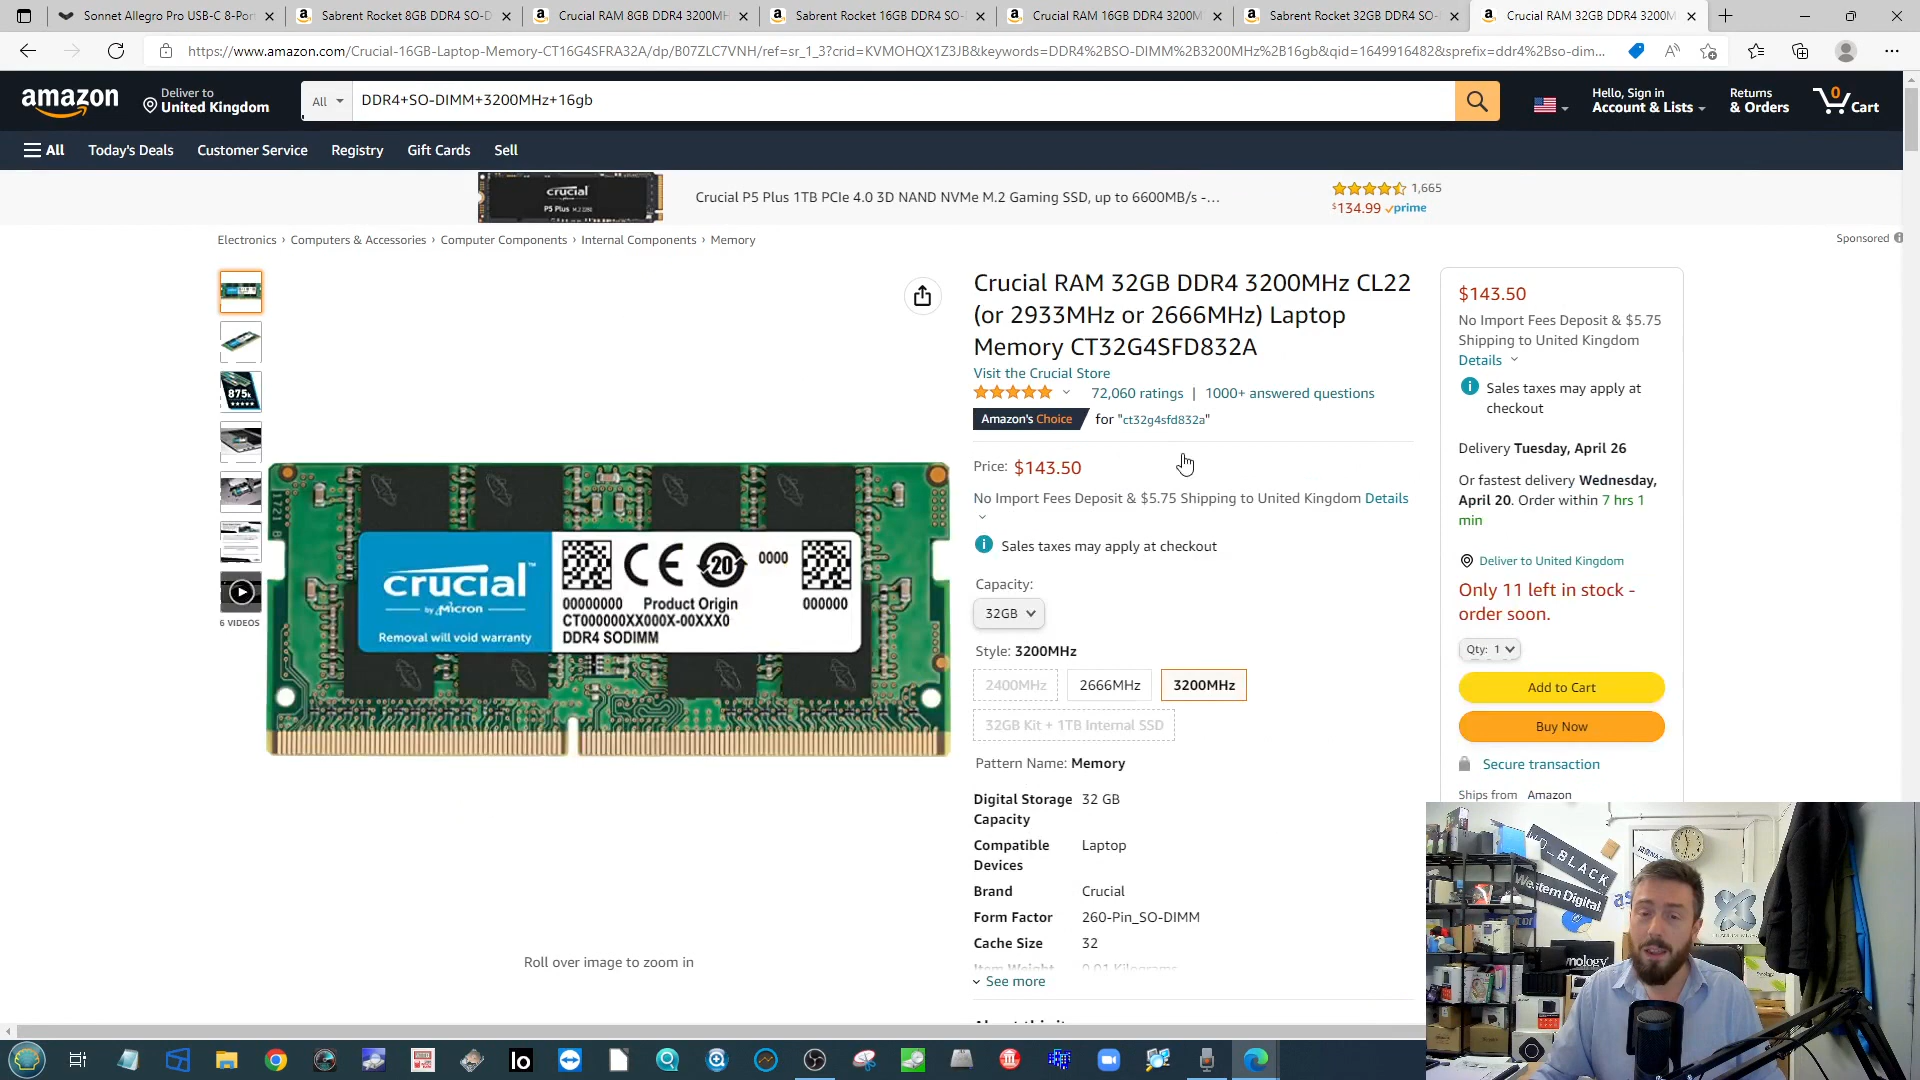 Sonnet Allegro Pro USB-C 8-Por
Sabrent Rocket 8GB DDR4 SO-D
Crucial RAM 8GB DDR4 3200MH
Sabrent Rocket 16GB DDR4 SO-
Crucial RAM 16GB DDR4 3200M
Sabrent Rocket 32GB DDR4 SO-
Crucial RAM 32GB DDR4 3200M
https://www.amazon.com/Crucial-16GB-Laptop-Memory-CT16G4SFRA32A/dp/B07ZLC7VNH/ref=sr_1_3?crid=KVMOHQX1Z3JB&keywords=DDR4%2BSO-DIMM%2B3200MHz%2B16gb&qid=1649916482&sprefix=ddr4%2Bso-dim...
amazon
Deliver to
United Kingdom
All
DDR4+SO-DIMM+3200MHz+16gb
Hello, Sign in
Account & Lists
Returns
& Orders
0
Cart
All
Today's Deals
Customer Service
Registry
Gift Cards
Sell
crucial
P5 Plus
Crucial P5 Plus 1TB PCIe 4.0 3D NAND NVMe M.2 Gaming SSD, up to 6600MB/s -...
1,665
$134.99 prime
Electronics › Computers & Accessories › Computer Components › Internal Components › Memory
Sponsored
875k
6 VIDEOS
1721
crucial
by Micron
Removal will void warranty
CE
20
0000
00000000 Product Origin
000000
CT000000XX000X-00XXX0
DDR4 SODIMM
Roll over image to zoom in
Crucial RAM 32GB DDR4 3200MHz CL22
(or 2933MHz or 2666MHz) Laptop
Memory CT32G4SFD832A
Visit the Crucial Store
72,060 ratings | 1000+ answered questions
Amazon's Choice for "ct32g4sfd832a"
Price: $143.50
No Import Fees Deposit & $5.75 Shipping to United Kingdom Details
Sales taxes may apply at checkout
Capacity:
32GB
Style: 3200MHz
2400MHz
2666MHz
3200MHz
32GB Kit + 1TB Internal SSD
Pattern Name: Memory
Digital Storage Capacity 32 GB
Compatible Devices Laptop
Brand Crucial
Form Factor 260-Pin_SO-DIMM
Cache Size 32
Item Weight 0.01 Kilograms
See more
About this it
$143.50
No Import Fees Deposit & $5.75
Shipping to United Kingdom
Details
Sales taxes may apply at
checkout
Delivery Tuesday, April 26
Or fastest delivery Wednesday,
April 20. Order within 7 hrs 1
min
Deliver to United Kingdom
Only 11 left in stock -
order soon.
Qty: 1
Add to Cart
Buy Now
Secure transaction
Ships from Amazon
Western Digital
nology
Io